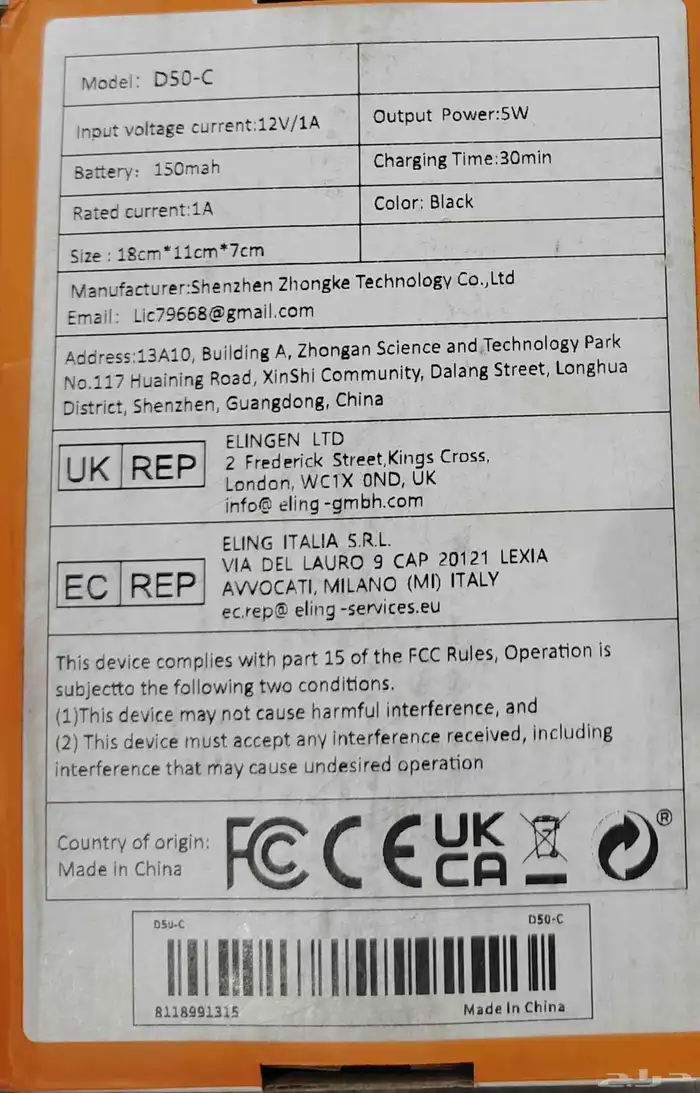 Model: D50-C
Input voltage current:12V/1A
Output Power:5W
Battery: 150mah
Charging Time:30min
Rated current:1A
Color: Black
Size : 18cm*11cm*7cm
Manufacturer:Shenzhen Zhongke Technology Co.,Ltd
Email: Lic79668@gmail.com
Address:13A10, Building A, Zhongan Science and Technology Park
No.117 Huaining Road, XinShi Community, Dalang Street, Longhua
District, Shenzhen, Guangdong, China
UK REP
ELINGEN LTD
2 Frederick Street,Kings Cross,
London, WC1X 0ND, UK
info@ eling-gmbh.com
EC REP
ELING ITALIA S.R.L.
VIA DEL LAURO 9 CAP 20121 LEXIA
AVVOCATI, MILANO (MI) ITALY
ec.rep@ eling-services.eu
This device complies with part 15 of the FCC Rules, Operation is
subjectto the following two conditions.
(1)This device may not cause harmful interference, and
(2) This device must accept any interference received, including
interference that may cause undesired operation
Country of origin:
Made in China
FC CE UK
CA ®
D50-C
D50-C
8118991315
Made In China
حراج